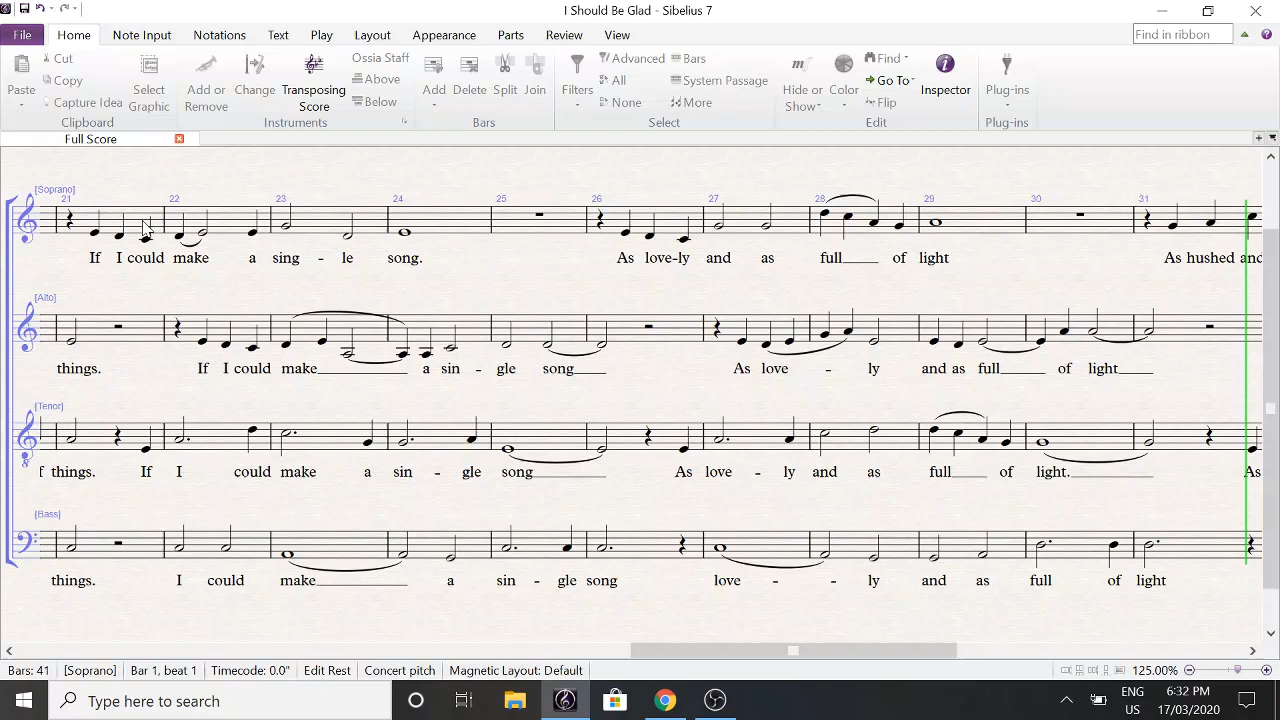 I Should Be Glad - Sibelius 7
File Home Note Input Notations Text Play Layout Appearance Parts Review View Find in ribbon
Paste Cut Copy Capture Idea Select Graphic Clipboard
Add or Remove Change Transposing Score Ossia Staff Above Below Instruments
Add Delete Split Join Bars
Filters Advanced All None Bars System Passage More Select
Hide or Show Color Find Go To Flip Inspector Edit
Plug-ins Plug-ins
Full Score
[Soprano]
21 22 23 24 25 26 27 28 29 30 31
If I could make a sing - le song. As love-ly and as full of light As hushed and
[Alto]
things. If I could make a sin - gle song As love - ly and as full of light
[Tenor]
8
f things. If I could make a sin - gle song As love - ly and as full of light. As
[Bass]
things. I could make a sin - gle song love - ly and as full of light
Bars: 41 [Soprano] Bar 1, beat 1 Timecode: 0.0" Edit Rest Concert pitch Magnetic Layout: Default 125.00%
Type here to search ENG US 6:32 PM 17/03/2020